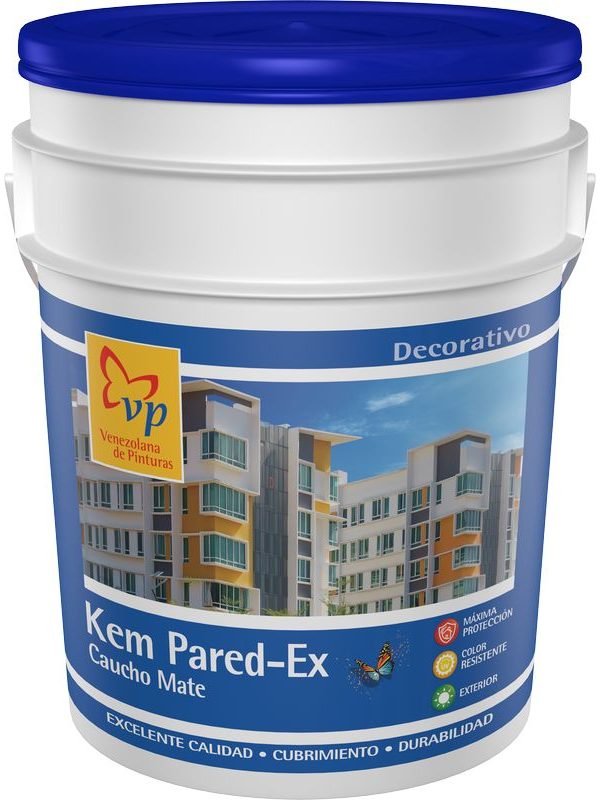 Decorativo
vp
Venezolana
de Pinturas
Kem Pared-Ex
Caucho Mate
MÁXIMA
PROTECCIÓN
COLOR
RESISTENTE
EXTERIOR
EXCELENTE CALIDAD • CUBRIMIENTO • DURABILIDAD